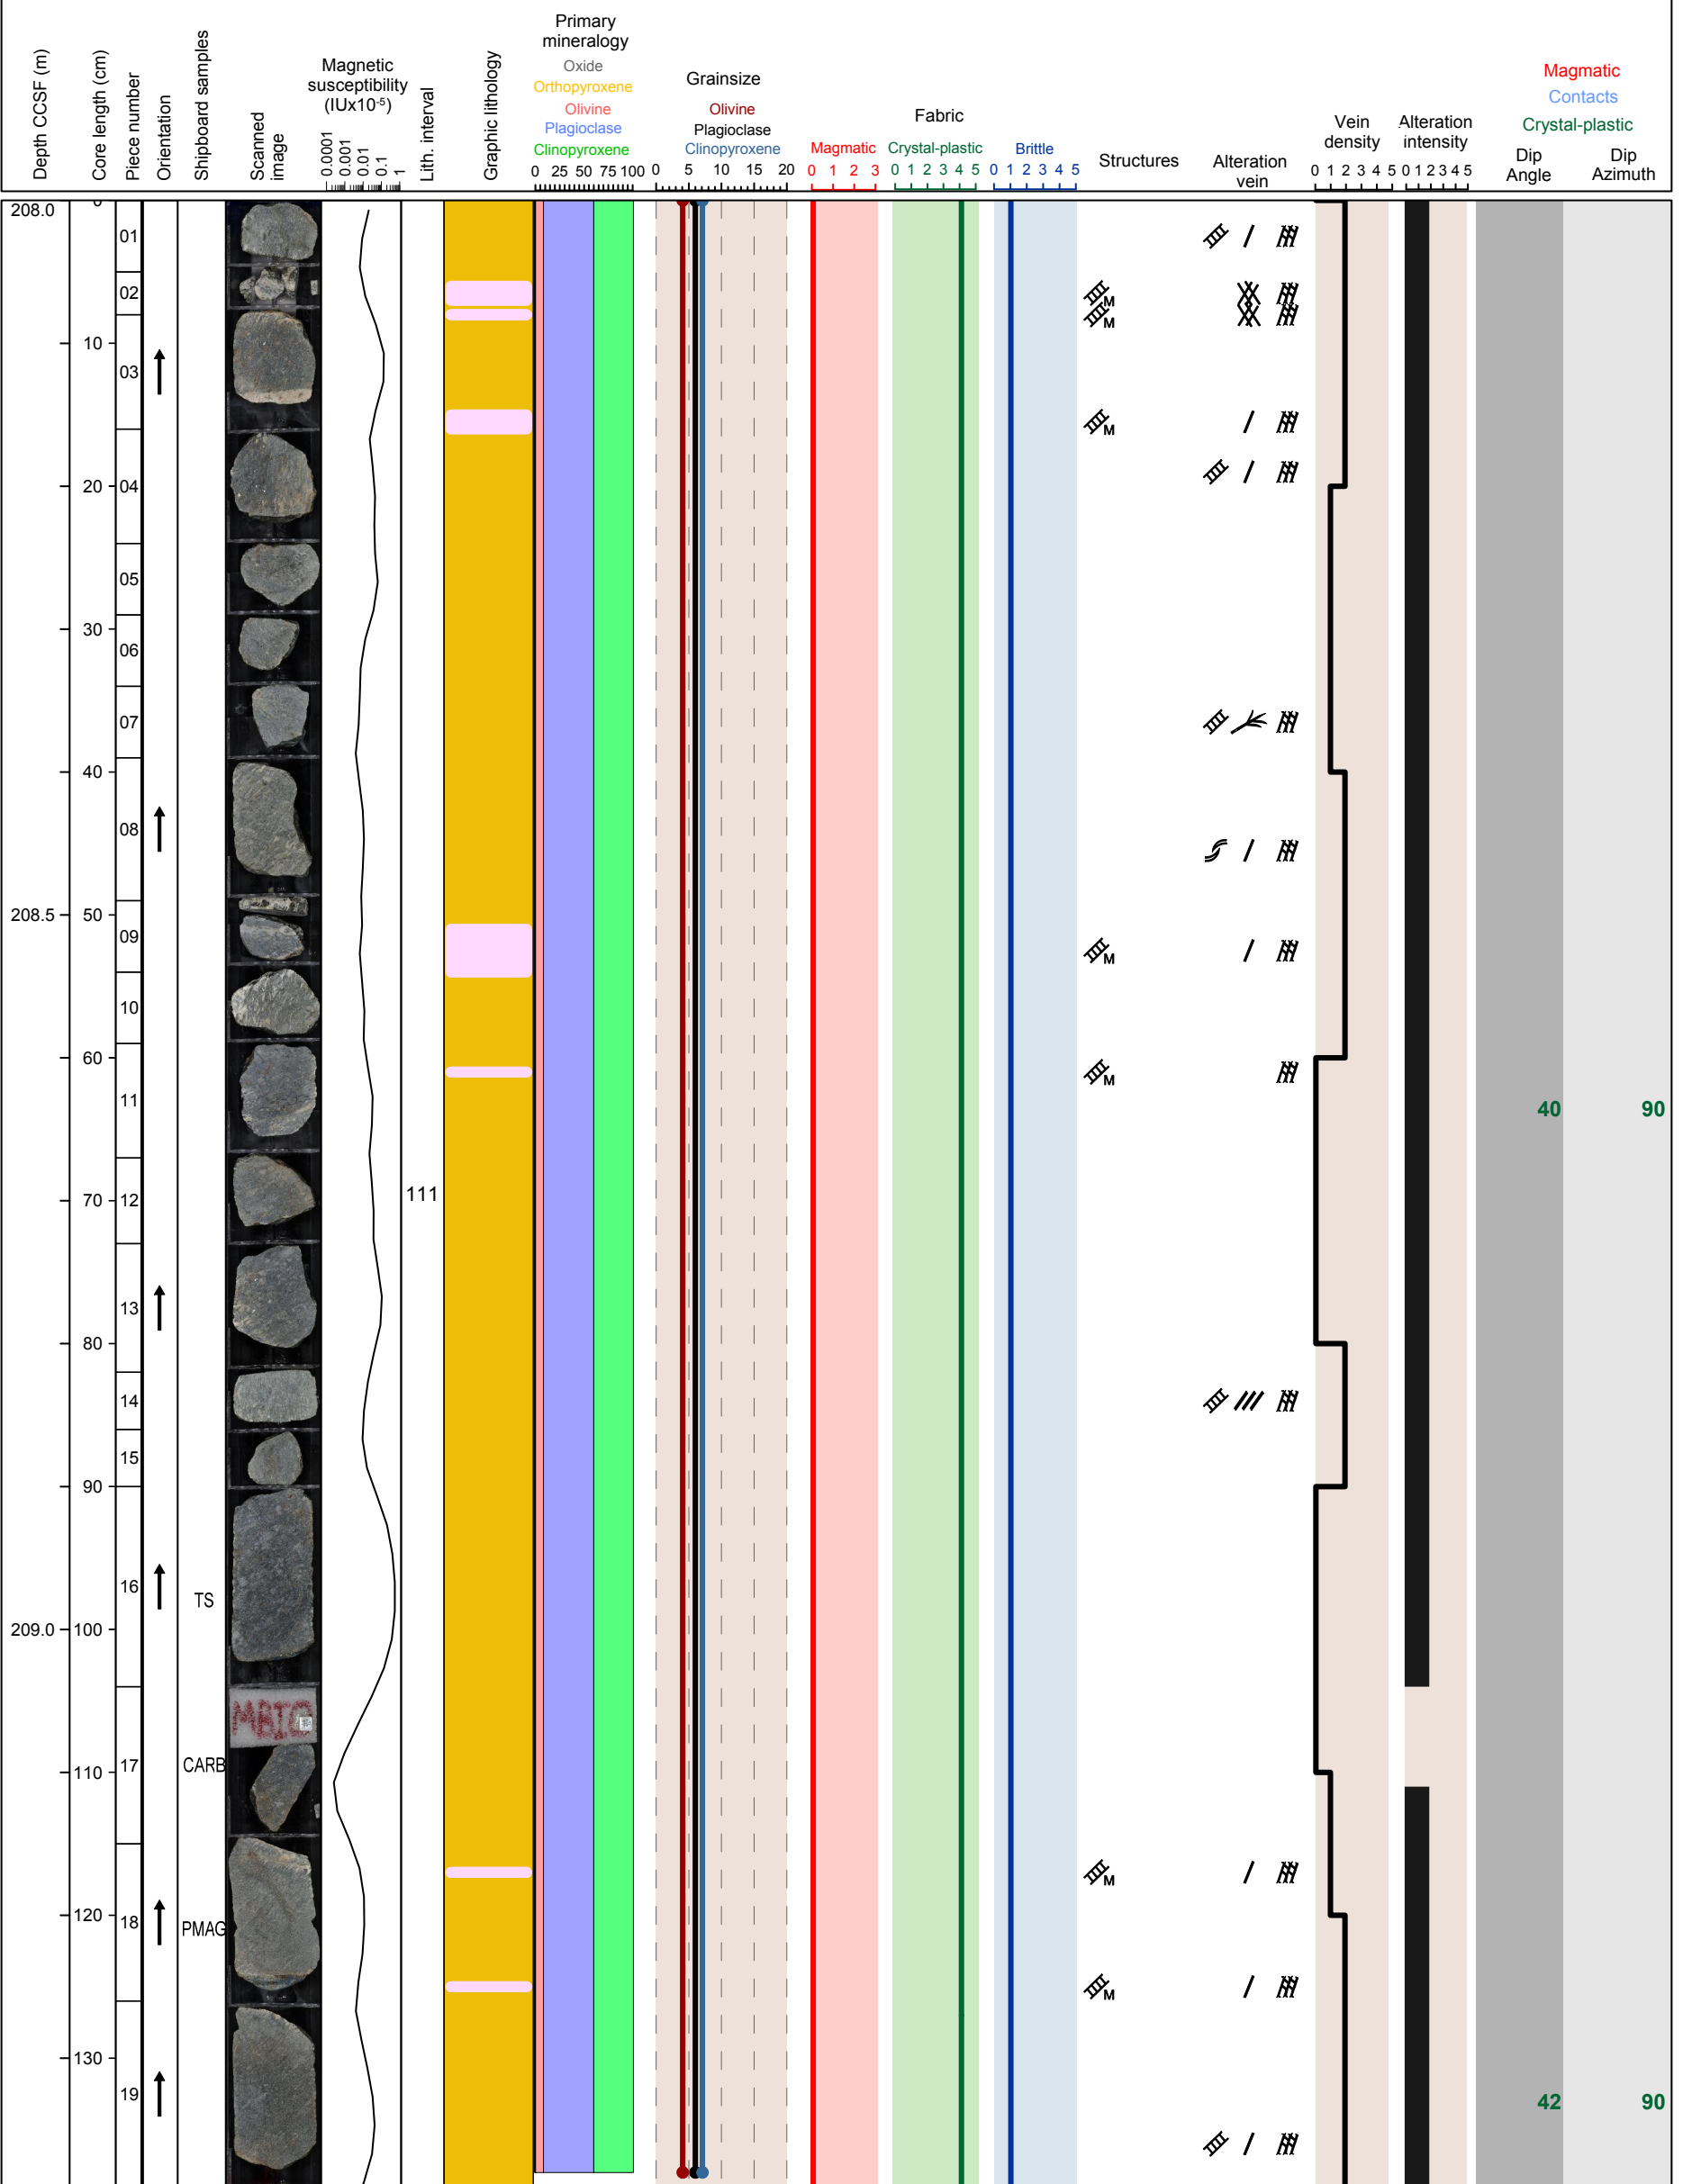 Depth CCSF (m)
Core length (cm)
Piece number
Orientation
Shipboard samples
Scanned
image
Magnetic
susceptibility
(IUx10-5)
0.0001
0.001
0.01
0.1
1
Lith. interval
Graphic lithology
Primary
mineralogy
Oxide
Orthopyroxene
Olivine
Plagioclase
Clinopyroxene
0 25 50 75 100
Grainsize
Olivine
Plagioclase
Clinopyroxene
0 5 10 15 20
Fabric
Magmatic
0 1 2 3
Crystal-plastic
0 1 2 3 4 5
Brittle
0 1 2 3 4 5
Structures
Alteration
vein
Vein
density
0 1 2 3 4 5
Alteration
intensity
0 1 2 3 4 5
Magmatic
Contacts
Crystal-plastic
Dip
Angle
Dip
Azimuth
208.0
0
01
02
M
M
10
03
M
20
04
05
30
06
07
40
08
208.5
50
09
M
10
60
M
11
40 90
70
12
111
13
80
14
15
90
16
TS
209.0
100
MBIO
17
CARB
110
M
120
18
PMAG
M
130
19
42 90